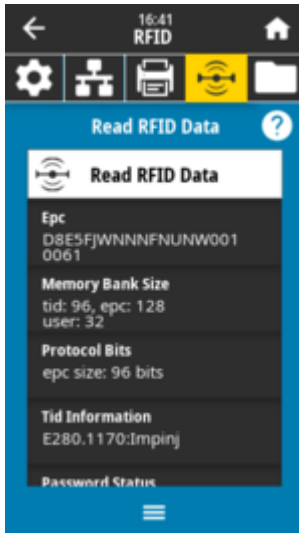 16:41
RFID
Read RFID Data
?
Read RFID Data
Epc
D8E5FJWNNNFNUNW001
0061
Memory Bank Size
tid: 96, epc: 128
user: 32
Protocol Bits
epc size: 96 bits
Tid Information
E280.1170:Impinj
Password Status